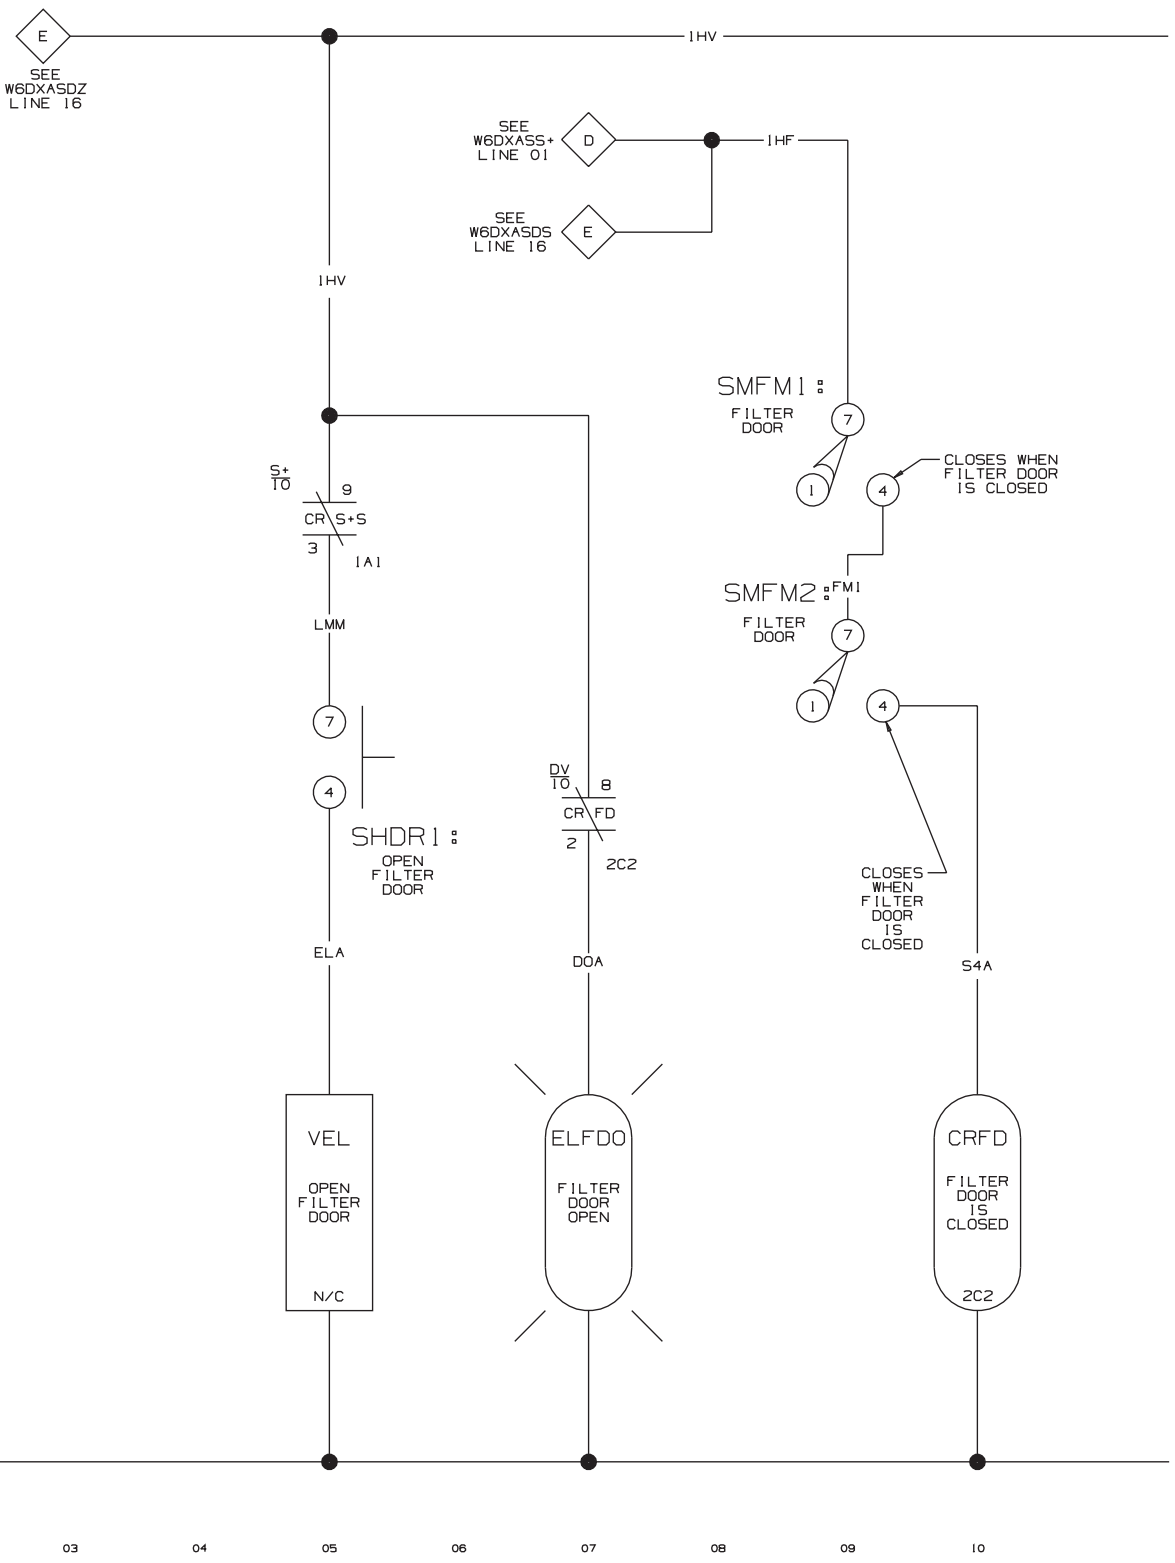 E
1HV
SEE
W6DXASDZ
LINE 16
SEE
W6DXASS+
LINE 01
D
1HF
SEE
W6DXASDS
LINE 16
E
1HV
SMFM1:
FILTER
DOOR
7
1
4
CLOSES WHEN
FILTER DOOR
IS CLOSED
S+
10
9
CR S+S
3
1A1
SMFM2:
FM1
FILTER
DOOR
7
1
4
LMM
7
4
SHDR1:
OPEN
FILTER
DOOR
DV
10
8
CR FD
2
2C2
CLOSES
WHEN
FILTER
DOOR
IS
CLOSED
ELA
DOA
S4A
VEL
OPEN
FILTER
DOOR
N/C
ELFDO
FILTER
DOOR
OPEN
CRFD
FILTER
DOOR
IS
CLOSED
2C2
03 04 05 06 07 08 09 10